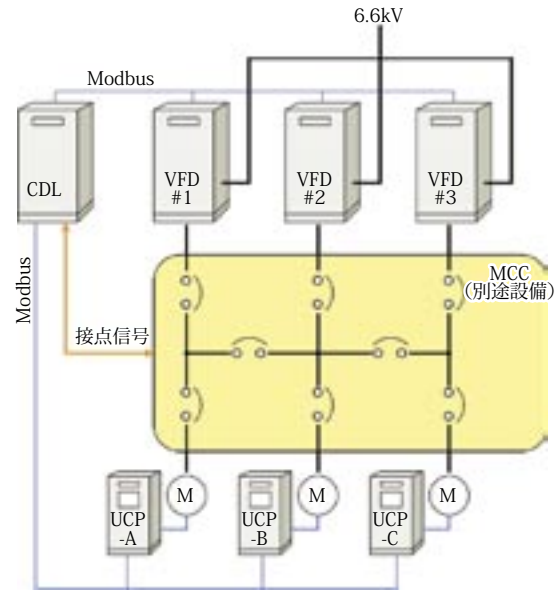 6.6kV
Modbus
CDL
VFD
#1
VFD
#2
VFD
#3
Modbus
MCC
(別途設備)
接点信号
M
M
M
UCP
-A
UCP
-B
UCP
-C